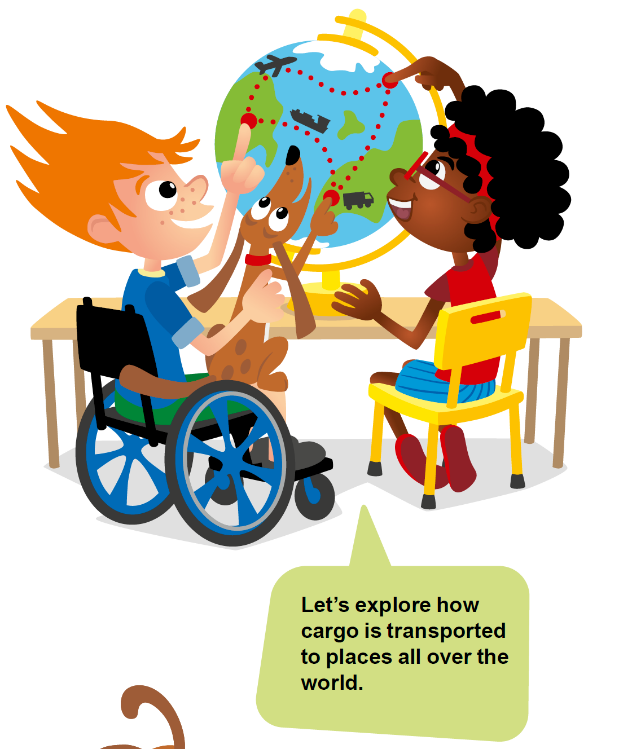 Let’s explore how
cargo is transported
to places all over the
world.